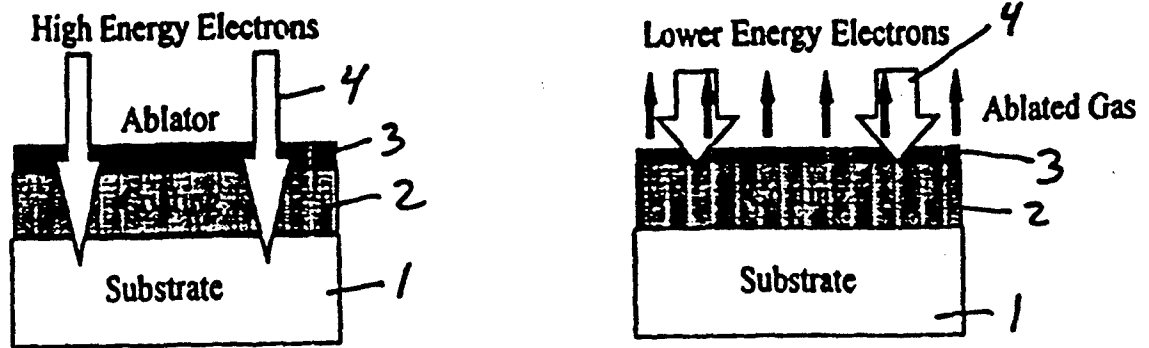 High Energy Electrons
4
Ablator
3
2
Substrate
1
Lower Energy Electrons
4
Ablated Gas
3
2
Substrate
1